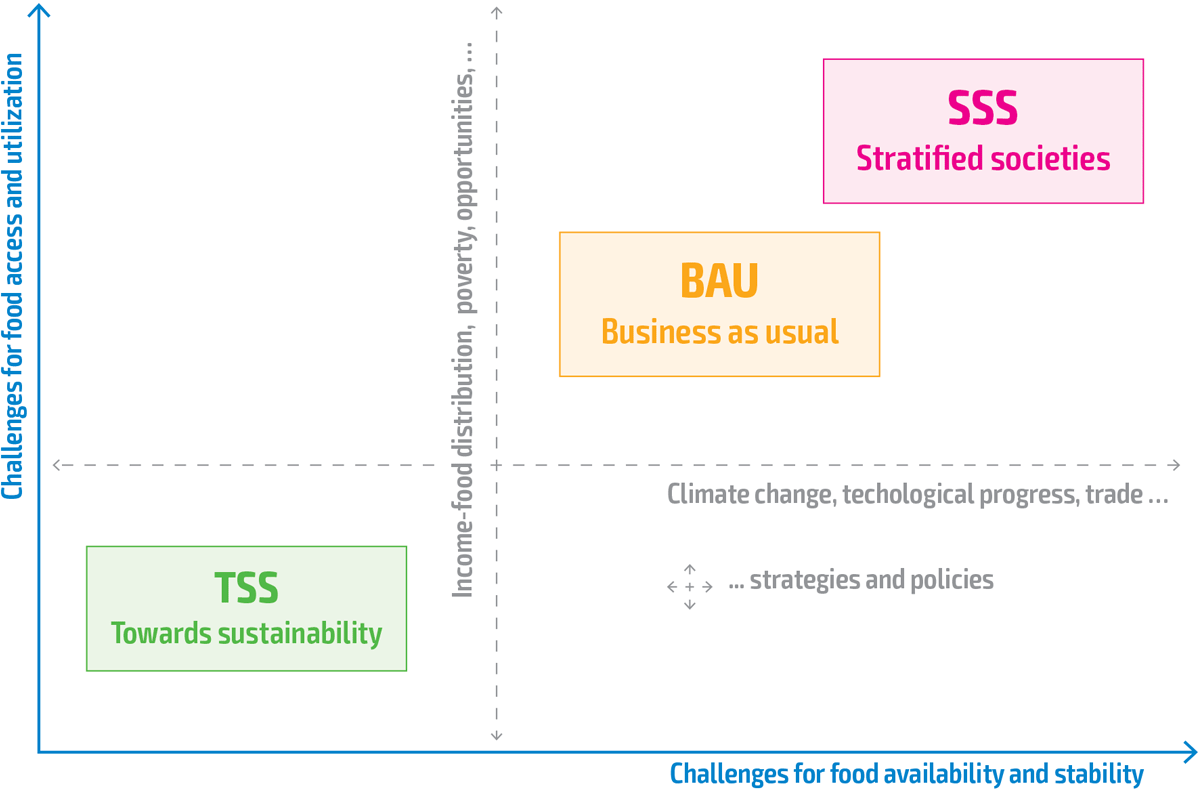 Challenges for food access and utilization
Income-food distribution, poverty, opportunities, ...
SSS
Stratified societies
BAU
Business as usual
Climate change, techological progress, trade ...
TSS
Towards sustainability
... strategies and policies
Challenges for food availability and stability